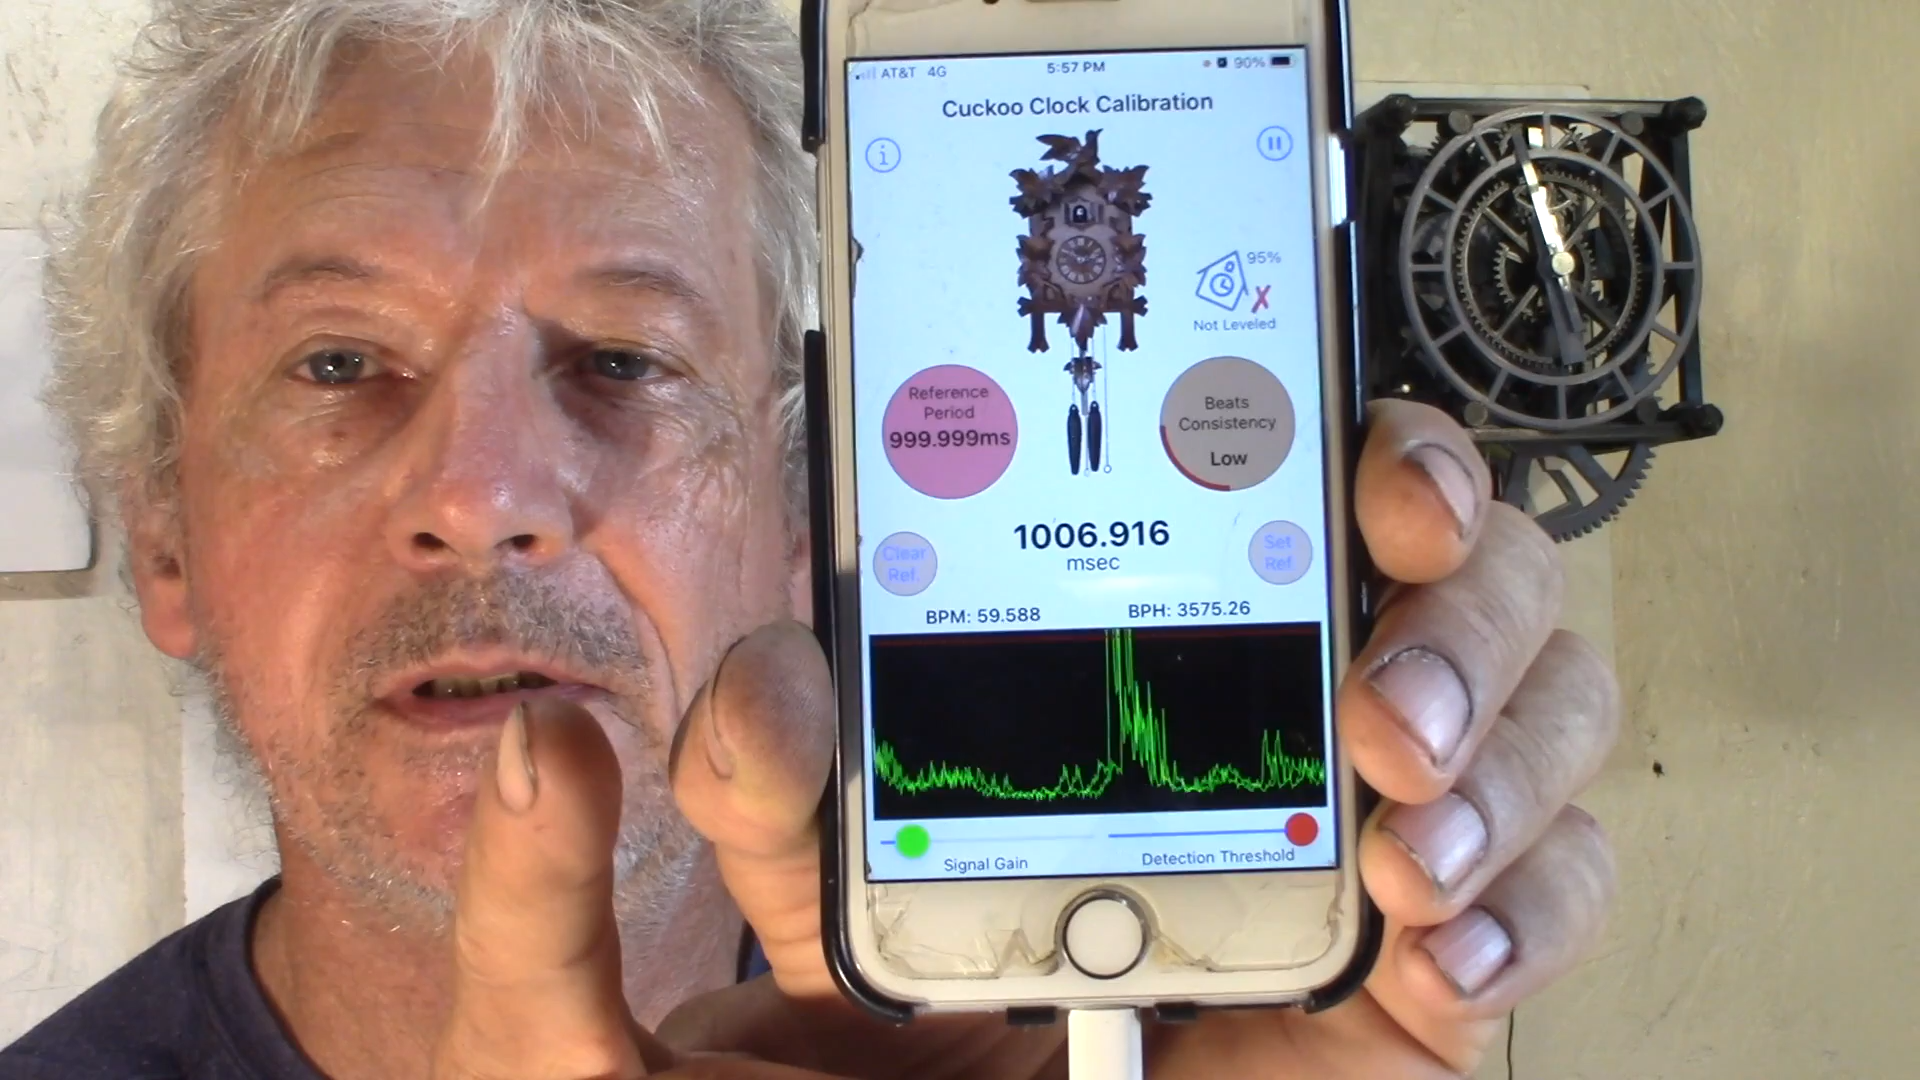 AT&T 4G 5:57 PM 90%
Cuckoo Clock Calibration
i
95%
X
Not Leveled
Reference
Period
999.999ms
Beats
Consistency
Low
1006.916
msec
Clear
Ref.
Set
Ref
BPM: 59.588 BPH: 3575.26
Signal Gain
Detection Threshold